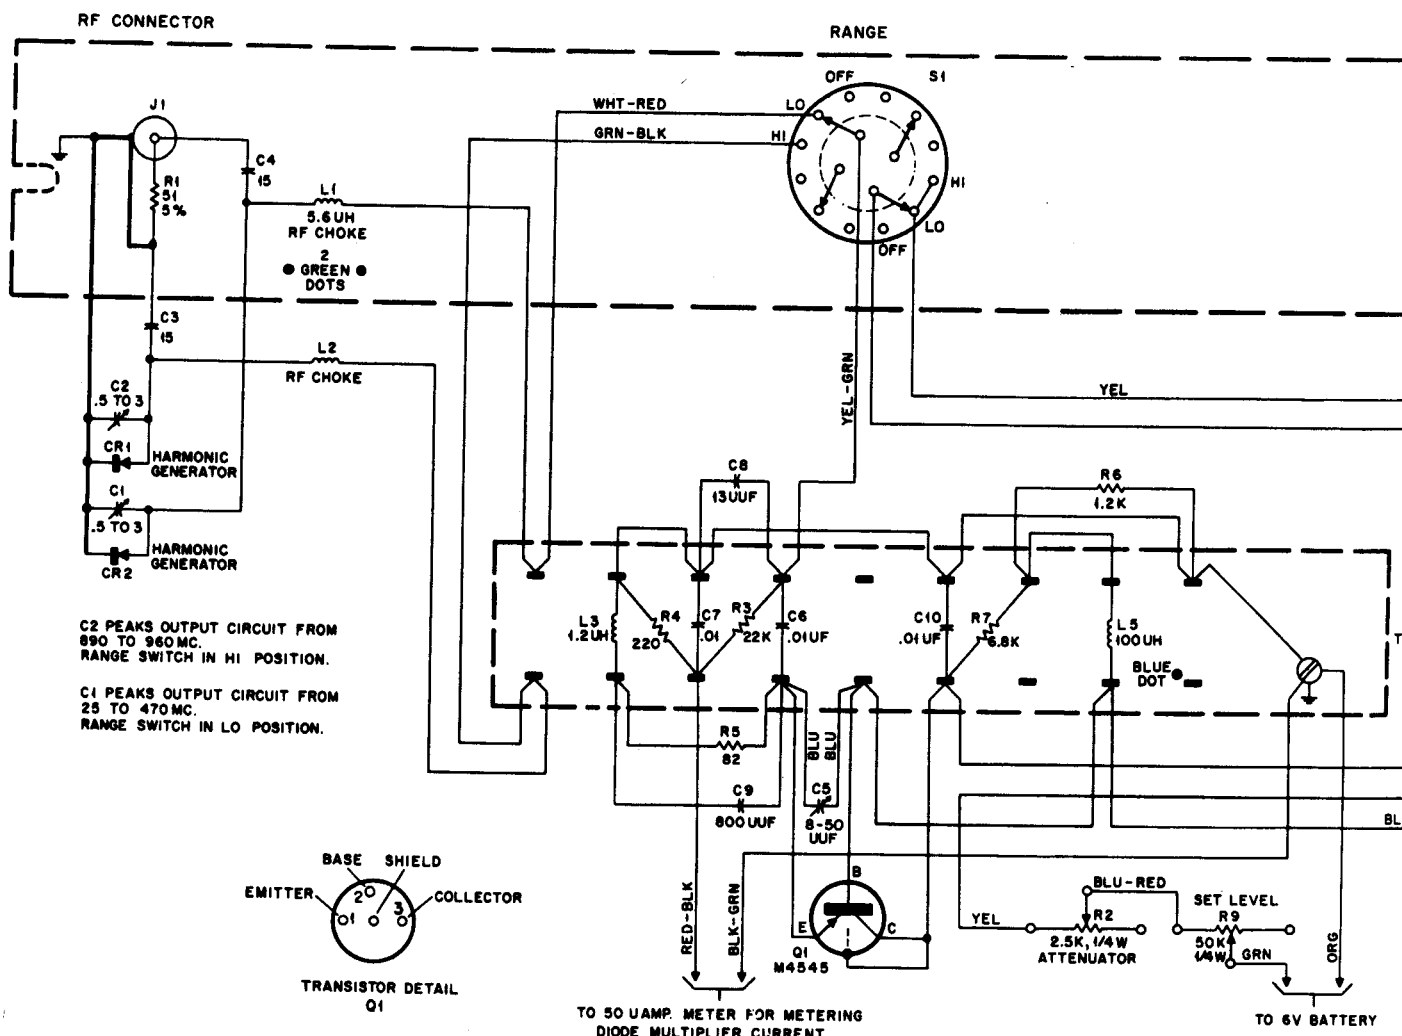 RF CONNECTOR
RANGE
OFF
S1
J1
WHT-RED
LO
GRN-BLK
HI
C4
15
R1
51
5%
L1
5.6UH
RF CHOKE
HI
LO
OFF
2
GREEN
DOTS
C3
15
L2
RF CHOKE
YEL-GRN
YEL
C2
.5 TO 3
CR1
HARMONIC
GENERATOR
C1
.5 TO 3
HARMONIC
GENERATOR
CR2
C8
13UUF
R6
1.2K
L3
1.2UH
R4
220
C7
.01
R3
22K
C6
.01UF
C10
.01UF
R7
6.8K
L5
100UH
T
BLUE
DOT
C2 PEAKS OUTPUT CIRCUIT FROM
890 TO 960MC.
RANGE SWITCH IN HI POSITION.
C1 PEAKS OUTPUT CIRCUIT FROM
25 TO 470MC.
RANGE SWITCH IN LO POSITION.
R5
82
BLU
BLU
C9
800UUF
C5
8-50
UUF
BL
BASE
SHIELD
EMITTER
2
1
3
COLLECTOR
TRANSISTOR DETAIL
Q1
RED-BLK
BLK-GRN
B
E
C
Q1
M4545
BLU-RED
YEL
R2
2.5K, 1/4W
ATTENUATOR
SET LEVEL
R9
50K
1/4W
GRN
ORG
TO 50 UAMP. METER FOR METERING
DIODE MULTIPLIER CURRENT
TO 6V BATTERY